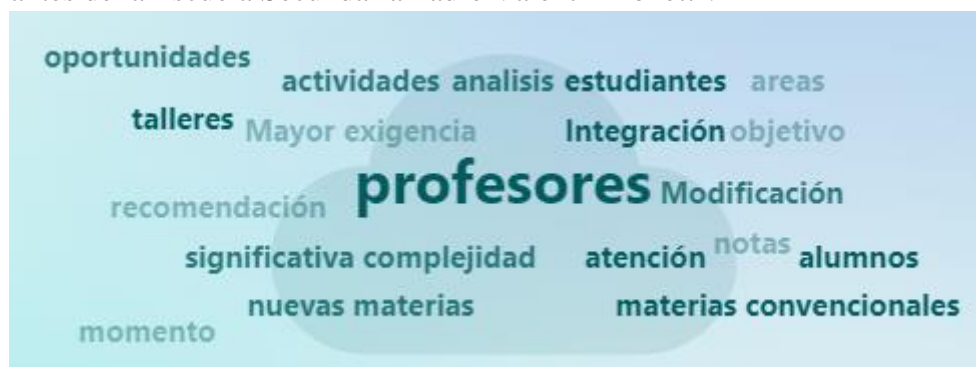 oportunidades
actividades analisis estudiantes areas
talleres Mayor exigencia Integración objetivo
profesores Modificación
recomendación
significativa complejidad atención notas alumnos
nuevas materias materias convencionales
momento